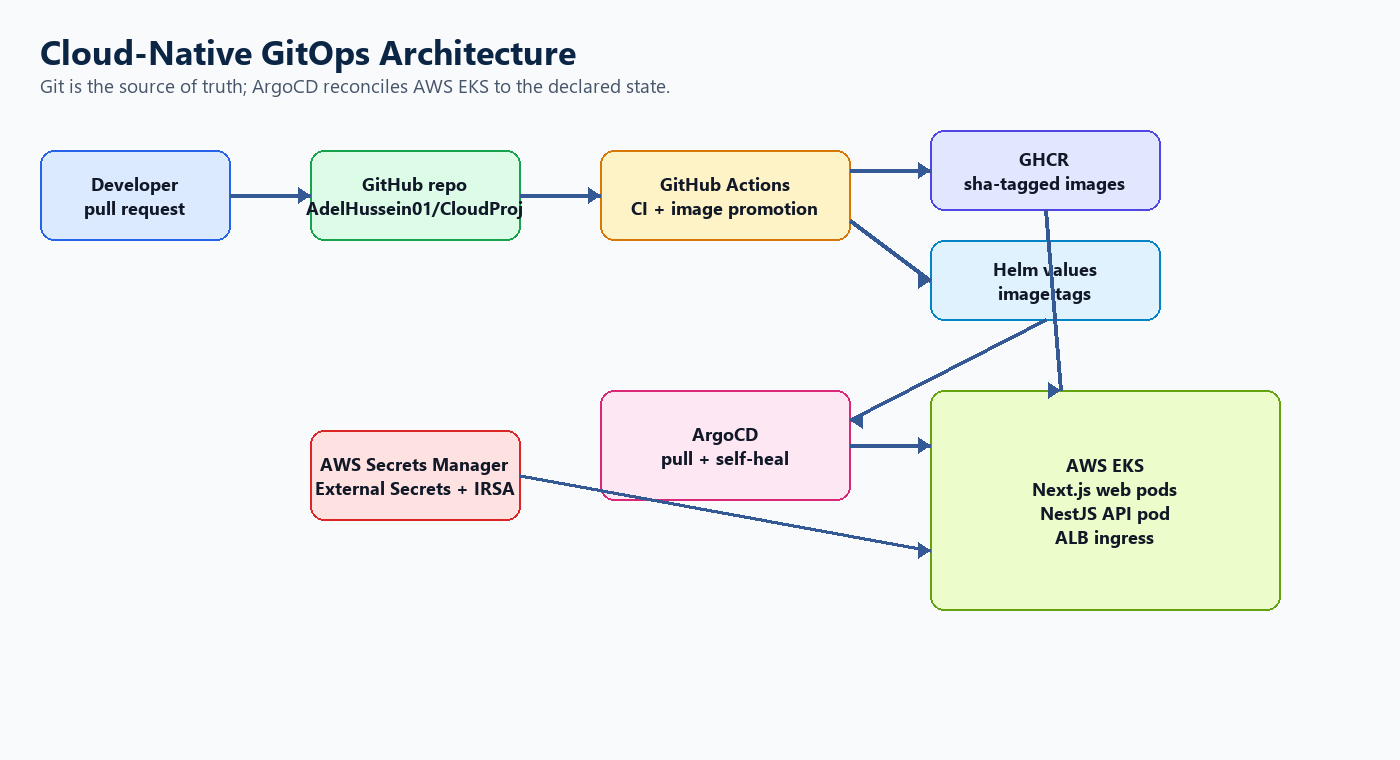 Cloud-Native GitOps Architecture
Git is the source of truth; ArgoCD reconciles AWS EKS to the declared state.
Developer
pull request
GitHub repo
AdelHussein01/CloudProj
GitHub Actions
CI + image promotion
GHCR
sha-tagged images
Helm values
image tags
ArgoCD
pull + self-heal
AWS Secrets Manager
External Secrets + IRSA
AWS EKS
Next.js web pods
NestJS API pod
ALB ingress